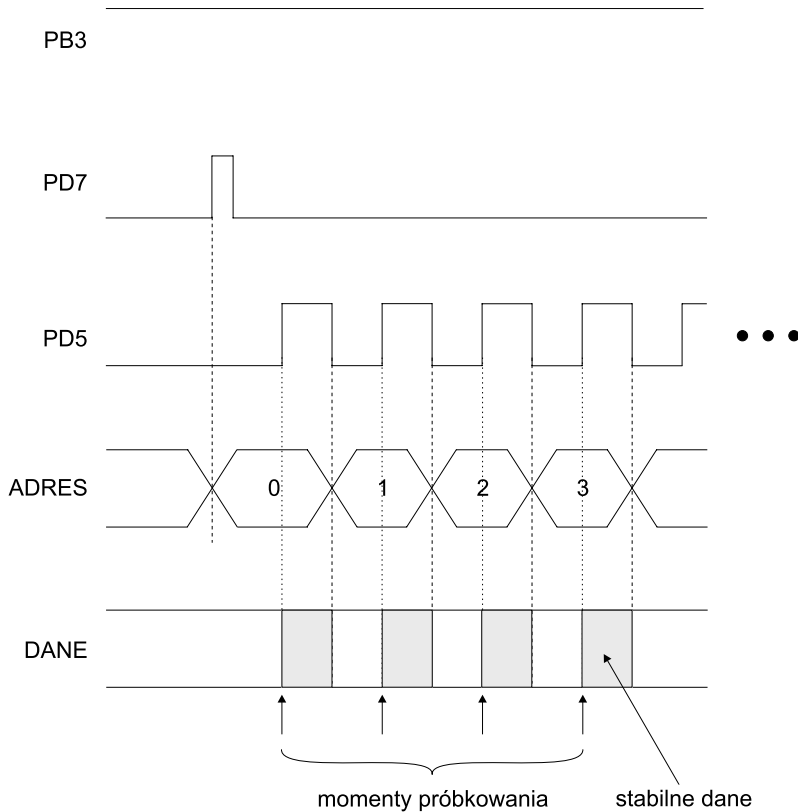 PB3
PD7
PD5
ADRES
0 1 2 3
DANE
momenty próbkowania
stabilne dane